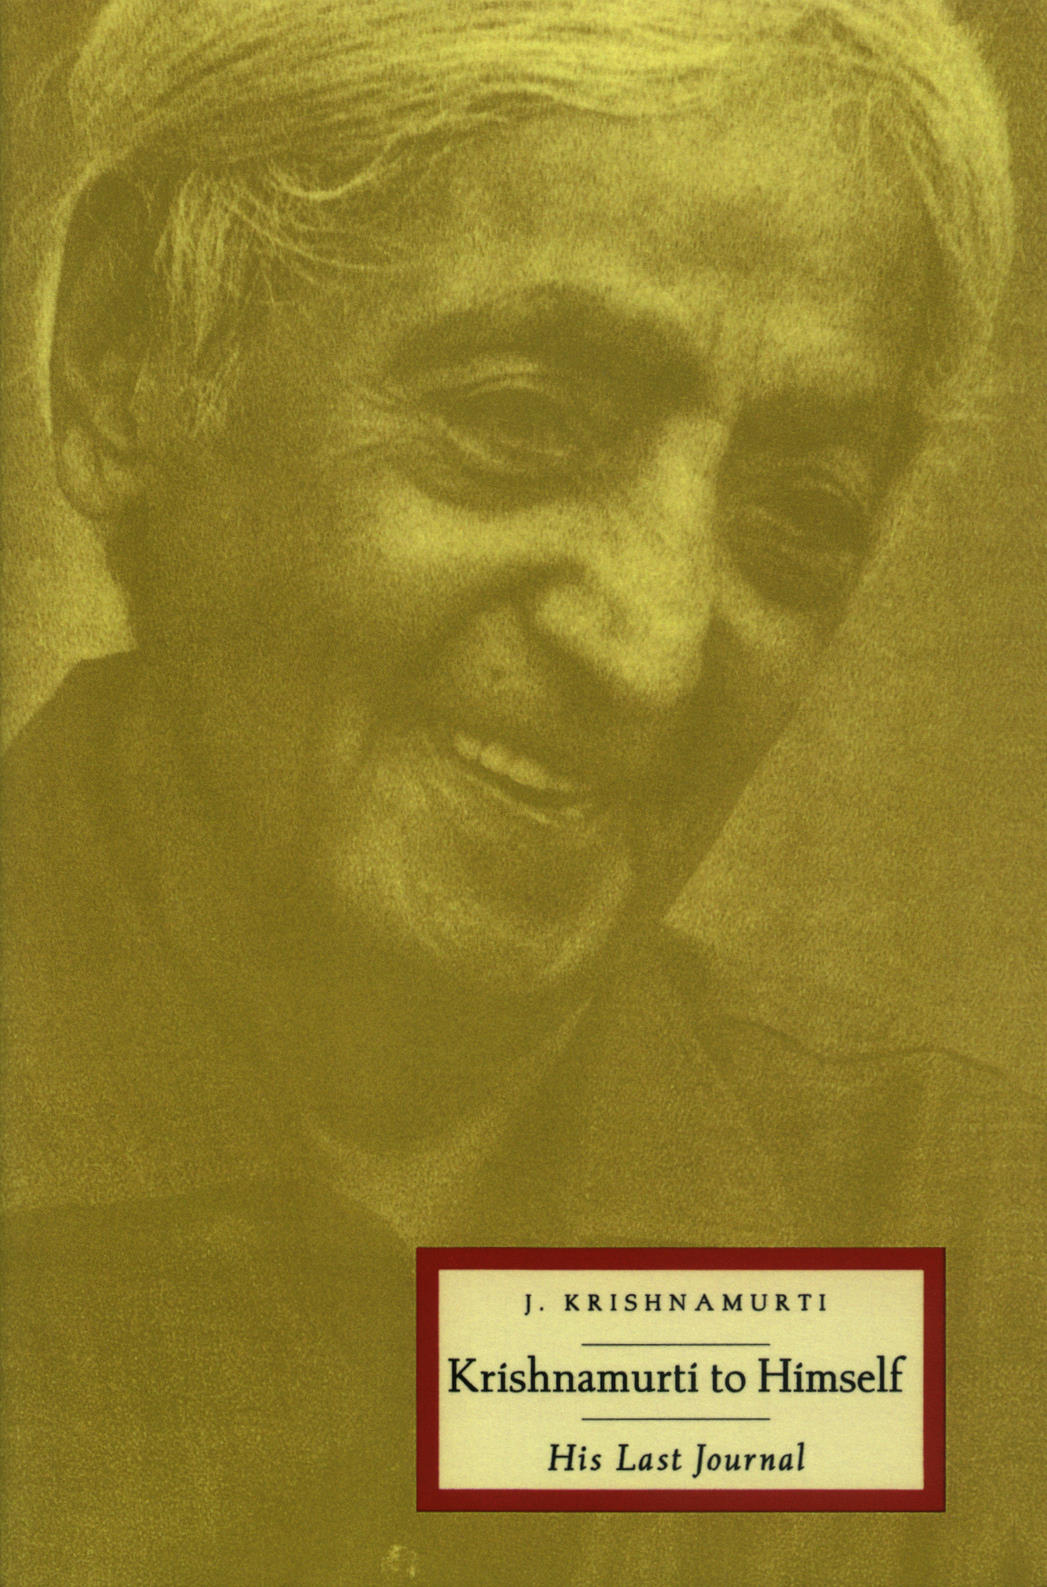 J. KRISHNAMURTI
Krishnamurti to Himself
His Last Journal